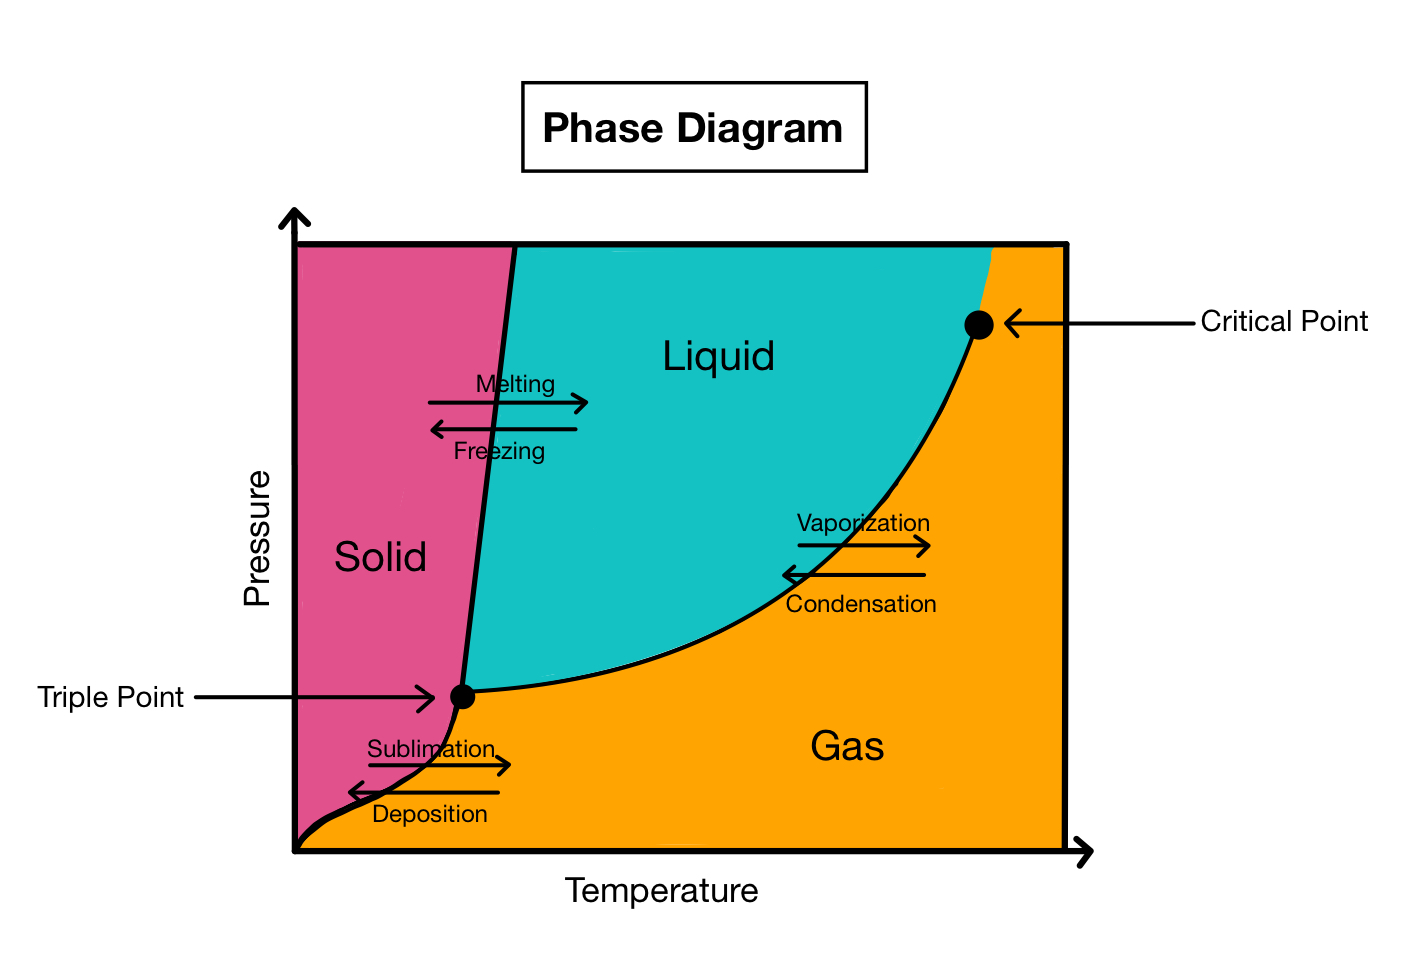 Phase Diagram
Critical Point
Liquid
Melting
Freezing
Pressure
Vaporization
Solid
Condensation
Triple Point
Sublimation
Gas
Deposition
Temperature